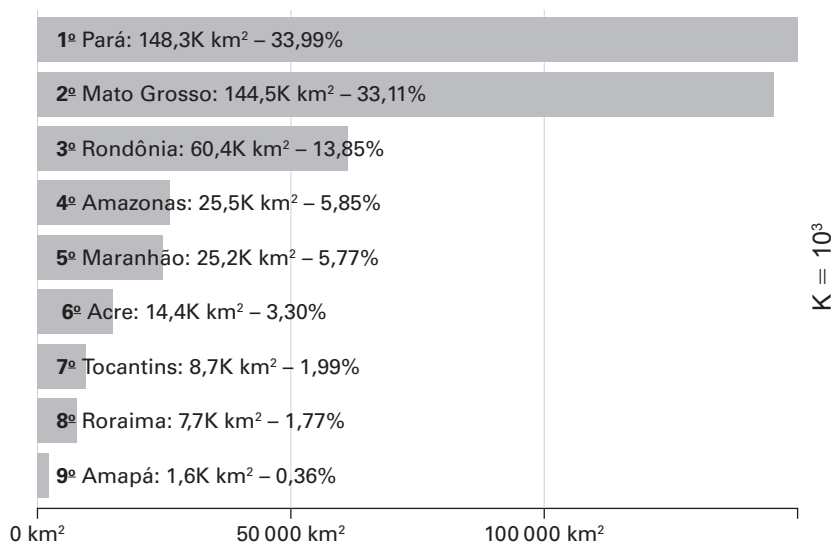 1º Pará: 148,3K km² – 33,99%
2º Mato Grosso: 144,5K km² – 33,11%
3º Rondônia: 60,4K km² – 13,85%
4º Amazonas: 25,5K km² – 5,85%
5º Maranhão: 25,2K km² – 5,77%
6º Acre: 14,4K km² – 3,30%
7º Tocantins: 8,7K km² – 1,99%
8º Roraima: 7,7K km² – 1,77%
9º Amapá: 1,6K km² – 0,36%
0 km² 50 000 km² 100 000 km²
K = 10³